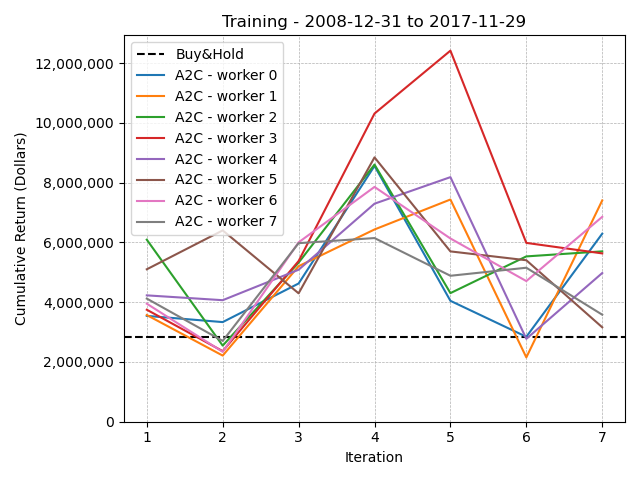 Training - 2008-12-31 to 2017-11-29
Cumulative Return (Dollars)
12,000,000
10,000,000
8,000,000
6,000,000
4,000,000
2,000,000
0
Buy&Hold
A2C - worker 0
A2C - worker 1
A2C - worker 2
A2C - worker 3
A2C - worker 4
A2C - worker 5
A2C - worker 6
A2C - worker 7
1 2 3 4 5 6 7
Iteration